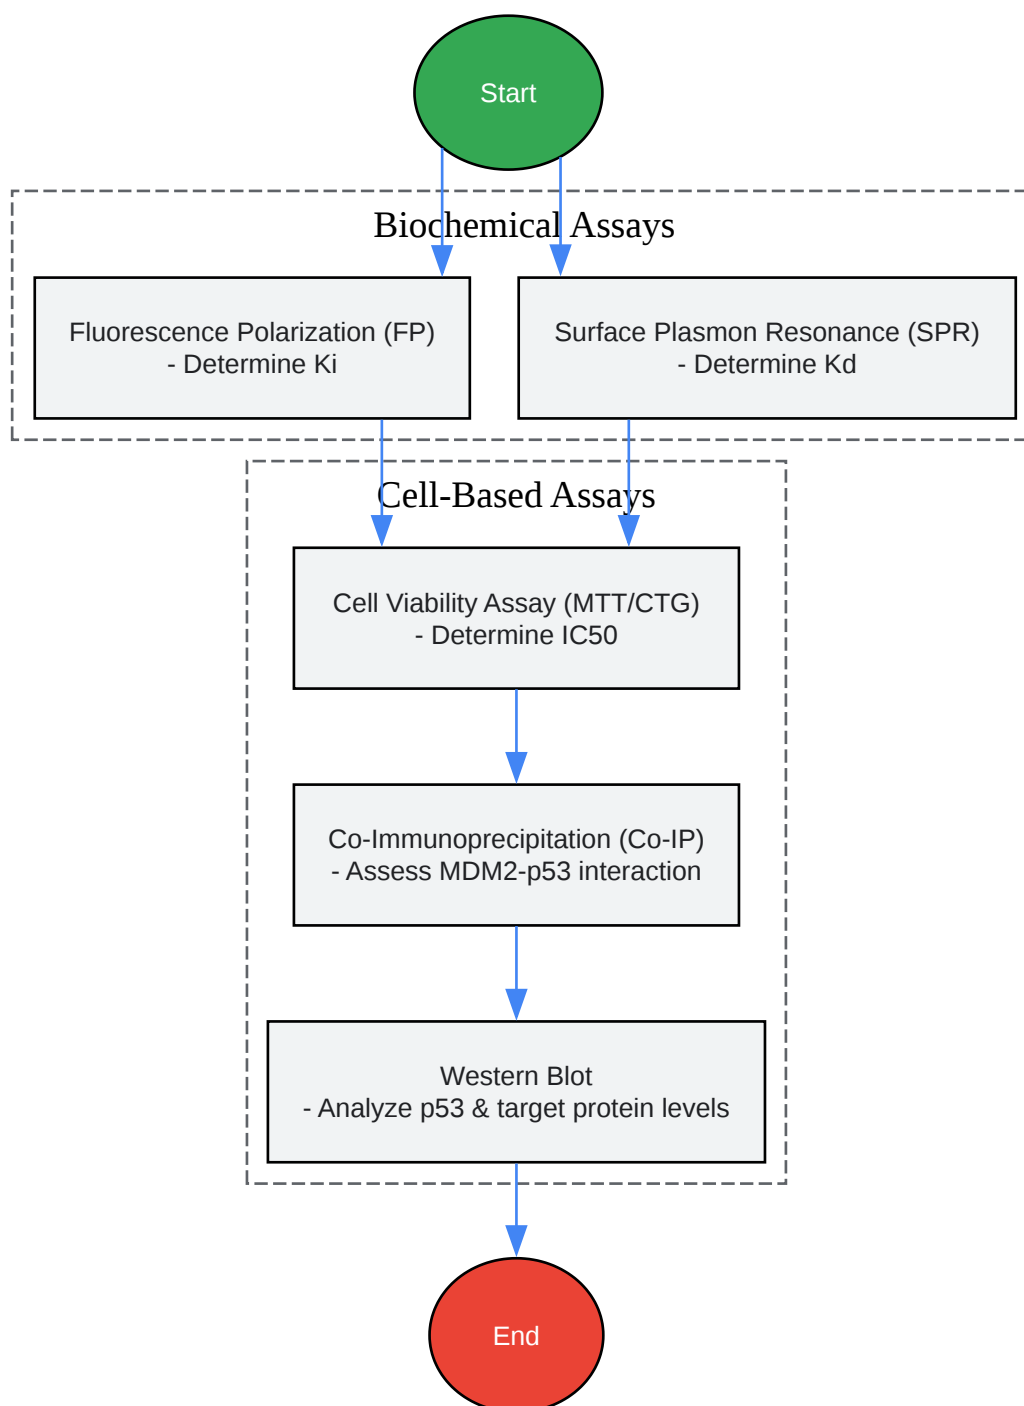 Start
Biochemical Assays
Fluorescence Polarization (FP)
- Determine Ki
Surface Plasmon Resonance (SPR)
- Determine Kd
Cell-Based Assays
Cell Viability Assay (MTT/CTG)
- Determine IC50
Co-Immunoprecipitation (Co-IP)
- Assess MDM2-p53 interaction
Western Blot
- Analyze p53 & target protein levels
End